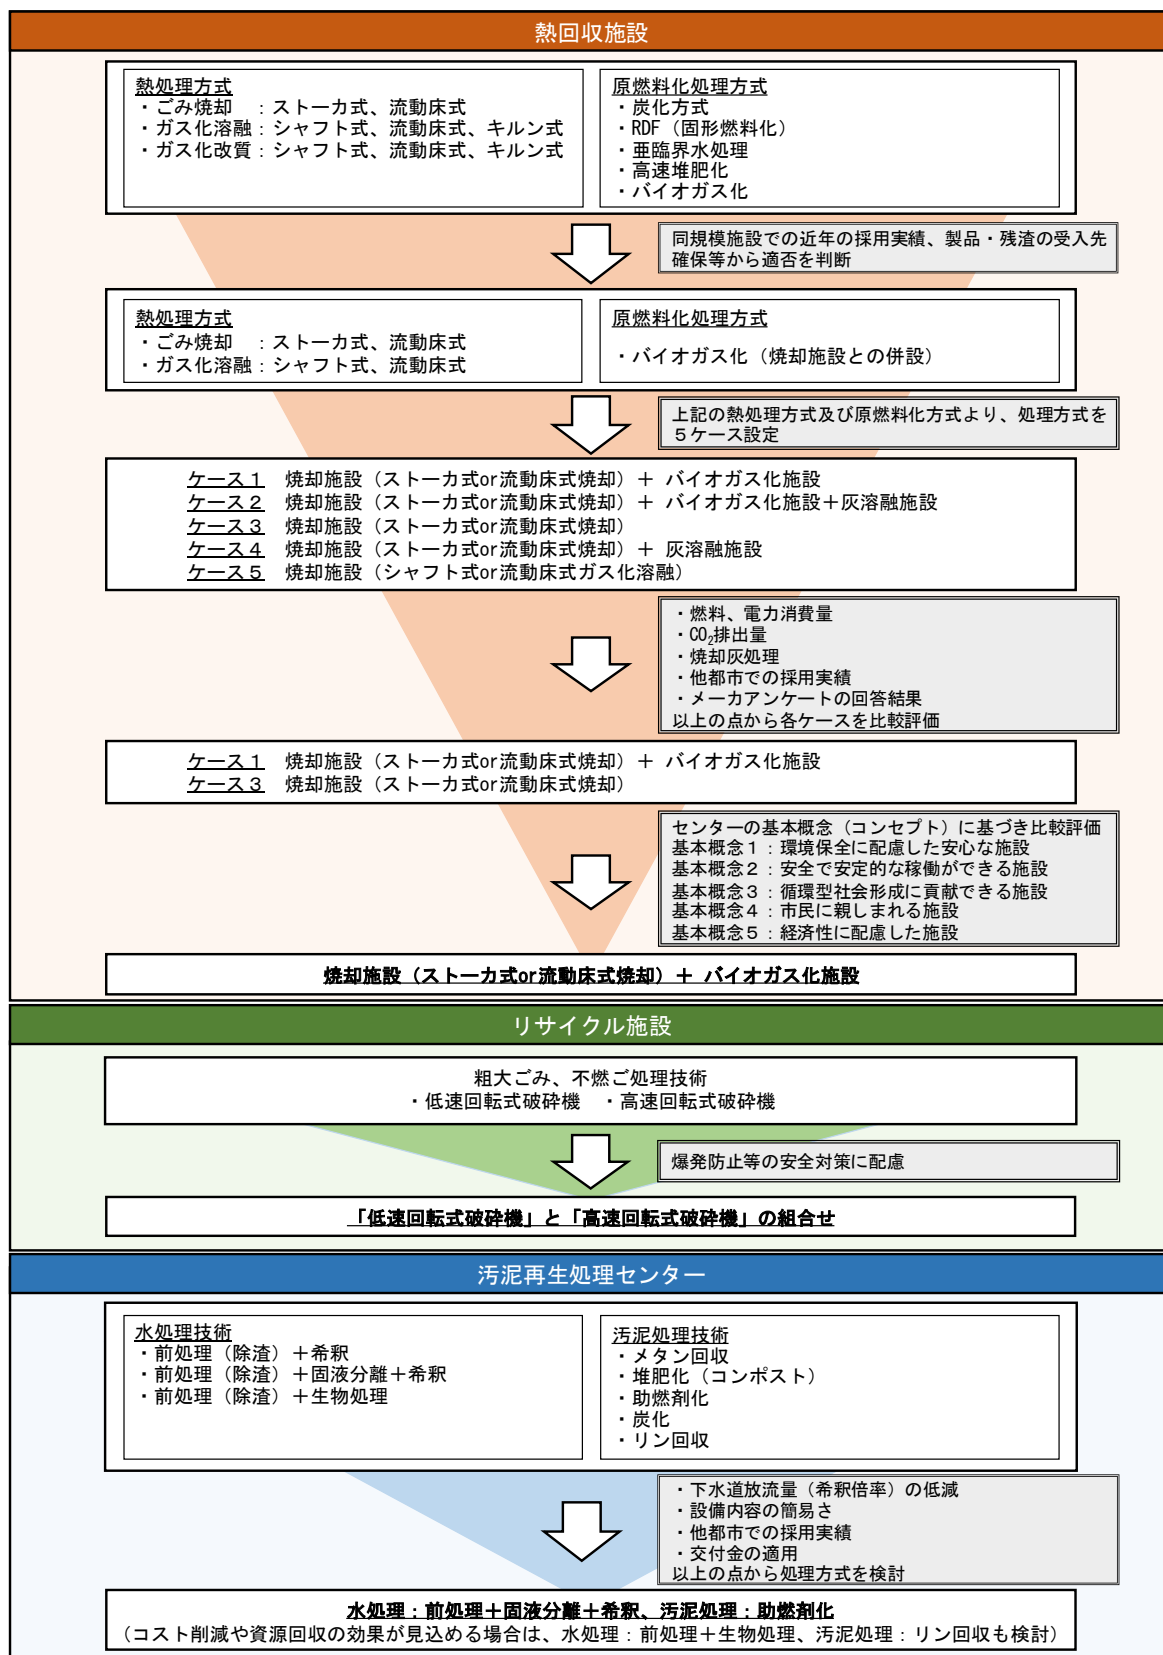 熱回収施設
熱処理方式
・ごみ焼却　：ストーカ式、流動床式
・ガス化溶融：シャフト式、流動床式、キルン式
・ガス化改質：シャフト式、流動床式、キルン式
原燃料化処理方式
・炭化方式
・RDF（固形燃料化）
・亜臨界水処理
・高速堆肥化
・バイオガス化
同規模施設での近年の採用実績、製品・残渣の受入先
確保等から適否を判断
熱処理方式
・ごみ焼却　：ストーカ式、流動床式
・ガス化溶融：シャフト式、流動床式
原燃料化処理方式
・バイオガス化（焼却施設との併設）
上記の熱処理方式及び原燃料化方式より、処理方式を
５ケース設定
ケース１　焼却施設（ストーカ式or流動床式焼却）＋ バイオガス化施設
ケース２　焼却施設（ストーカ式or流動床式焼却）＋ バイオガス化施設＋灰溶融施設
ケース３　焼却施設（ストーカ式or流動床式焼却）
ケース４　焼却施設（ストーカ式or流動床式焼却）＋ 灰溶融施設
ケース５　焼却施設（シャフト式or流動床式ガス化溶融）
・燃料、電力消費量
・CO₂排出量
・焼却灰処理
・他都市での採用実績
・メーカアンケートの回答結果
以上の点から各ケースを比較評価
ケース１　焼却施設（ストーカ式or流動床式焼却）＋ バイオガス化施設
ケース３　焼却施設（ストーカ式or流動床式焼却）
センターの基本概念（コンセプト）に基づき比較評価
基本概念１：環境保全に配慮した安心な施設
基本概念２：安全で安定的な稼働ができる施設
基本概念３：循環型社会形成に貢献できる施設
基本概念４：市民に親しまれる施設
基本概念５：経済性に配慮した施設
焼却施設（ストーカ式or流動床式焼却）＋ バイオガス化施設
リサイクル施設
粗大ごみ、不燃ご処理技術
・低速回転式破砕機　・高速回転式破砕機
爆発防止等の安全対策に配慮
「低速回転式破砕機」と「高速回転式破砕機」の組合せ
汚泥再生処理センター
水処理技術
・前処理（除渣）＋希釈
・前処理（除渣）＋固液分離＋希釈
・前処理（除渣）＋生物処理
汚泥処理技術
・メタン回収
・堆肥化（コンポスト）
・助燃剤化
・炭化
・リン回収
・下水道放流量（希釈倍率）の低減
・設備内容の簡易さ
・他都市での採用実績
・交付金の適用
以上の点から処理方式を検討
水処理：前処理＋固液分離＋希釈、汚泥処理：助燃剤化
（コスト削減や資源回収の効果が見込める場合は、水処理：前処理＋生物処理、汚泥処理：リン回収も検討）